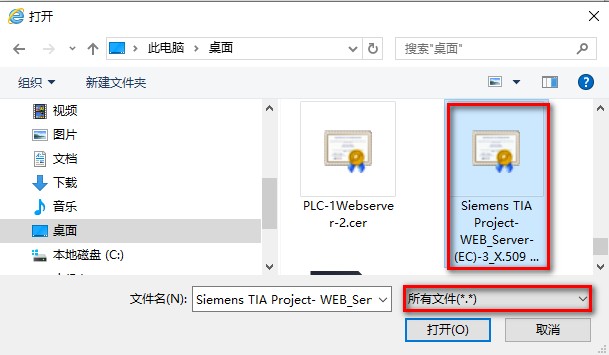 打开
此电脑 › 桌面
搜索"桌面"
组织
新建文件夹
视频
图片
文档
下载
音乐
桌面
本地磁盘 (C:)
PLC-1Webserve
r-2.cer
Siemens TIA
Project-
WEB_Server-
(EC)-3_X.509 ...
文件名(N):
Siemens TIA Project- WEB_Ser
所有文件(*.*)
打开(O)
取消